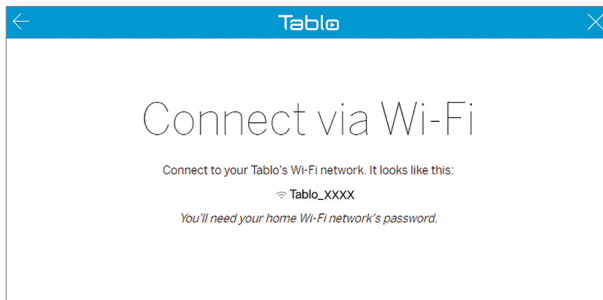 Tablo
Connect via Wi-Fi
Connect to your Tablo's Wi-Fi network. It looks like this:
Tablo_XXXX
You'll need your home Wi-Fi network's password.